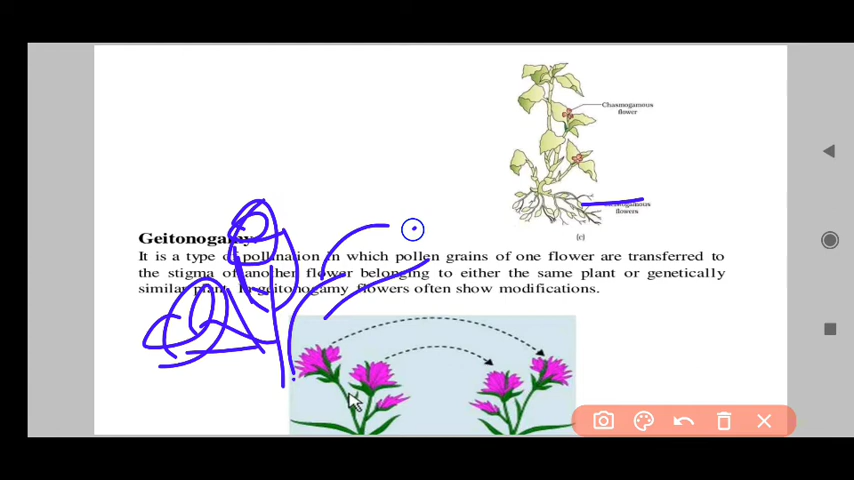 Chasmogamous
flower
flowers
(c)
Geitonogamy
It is a type of pollination in which pollen grains of one flower are transferred to
the stigma of another flower belonging to either the same plant or genetically
similar plant. In geitonogamy flowers often show modifications.